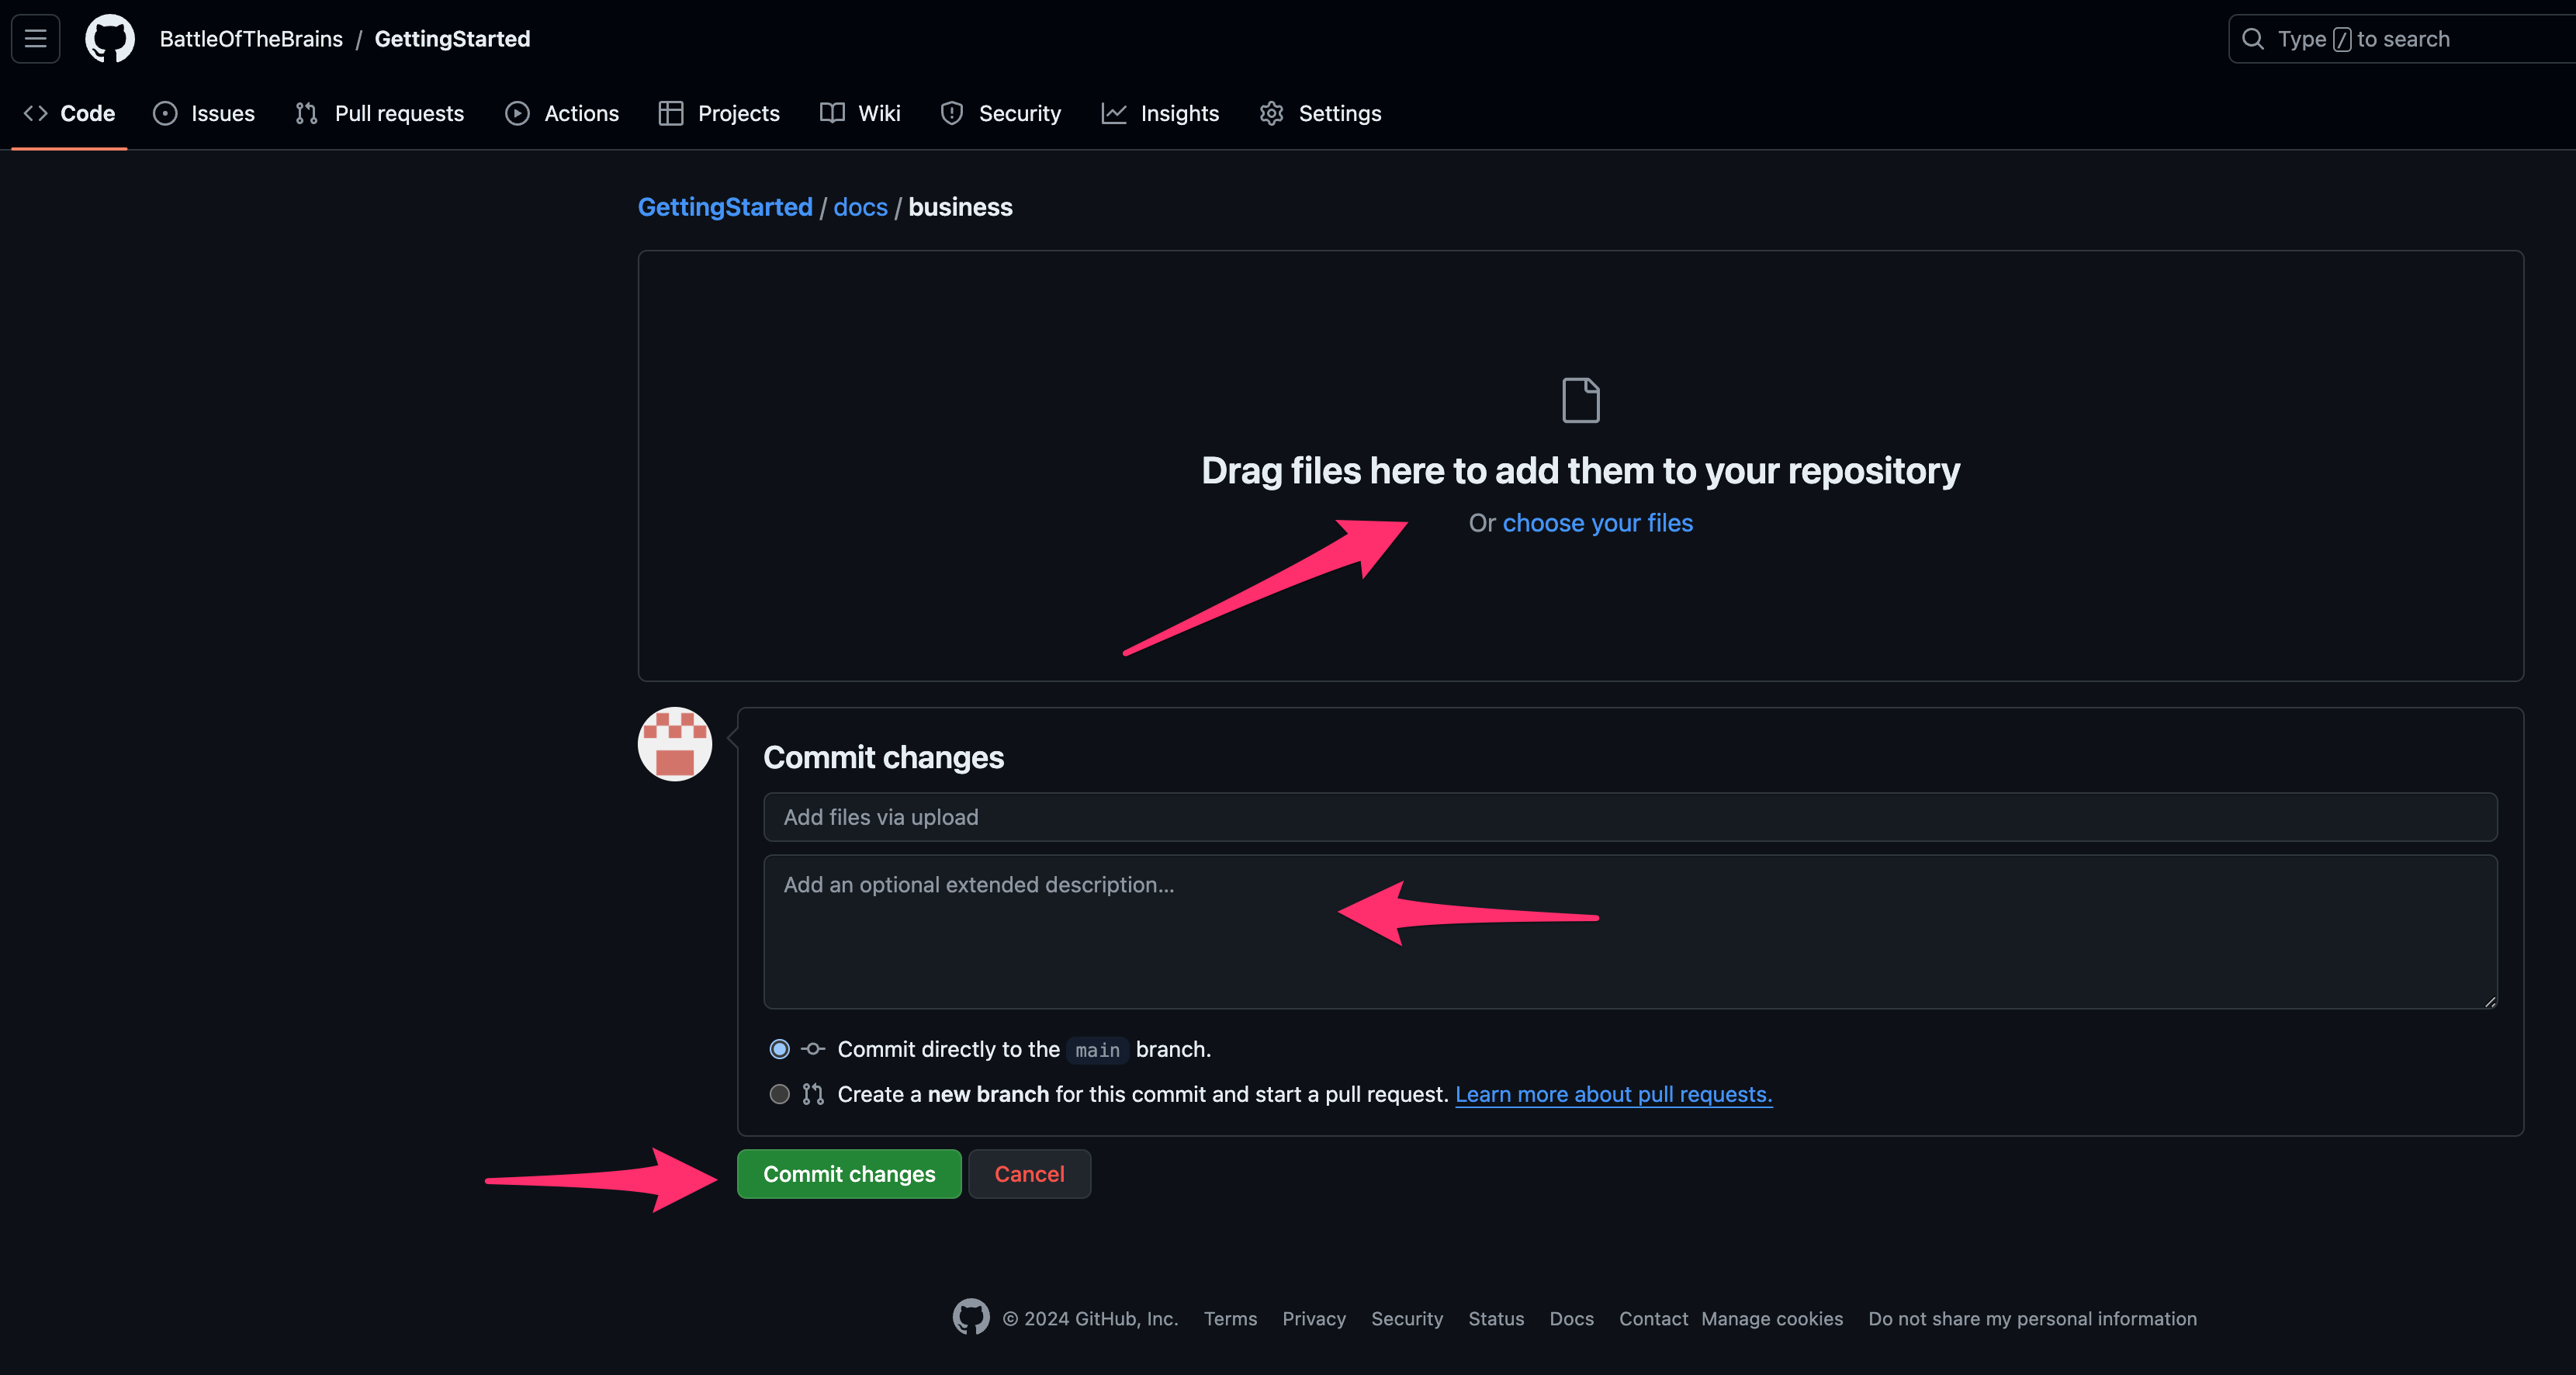 BattleOfTheBrains / GettingStarted
Type / to search
Code Issues Pull requests Actions Projects Wiki Security Insights Settings
GettingStarted / docs / business
Drag files here to add them to your repository
Or choose your files
Commit changes
Add files via upload
Add an optional extended description...
Commit directly to the main branch.
Create a new branch for this commit and start a pull request. Learn more about pull requests.
Commit changes Cancel
© 2024 GitHub, Inc. Terms Privacy Security Status Docs Contact Manage cookies Do not share my personal information